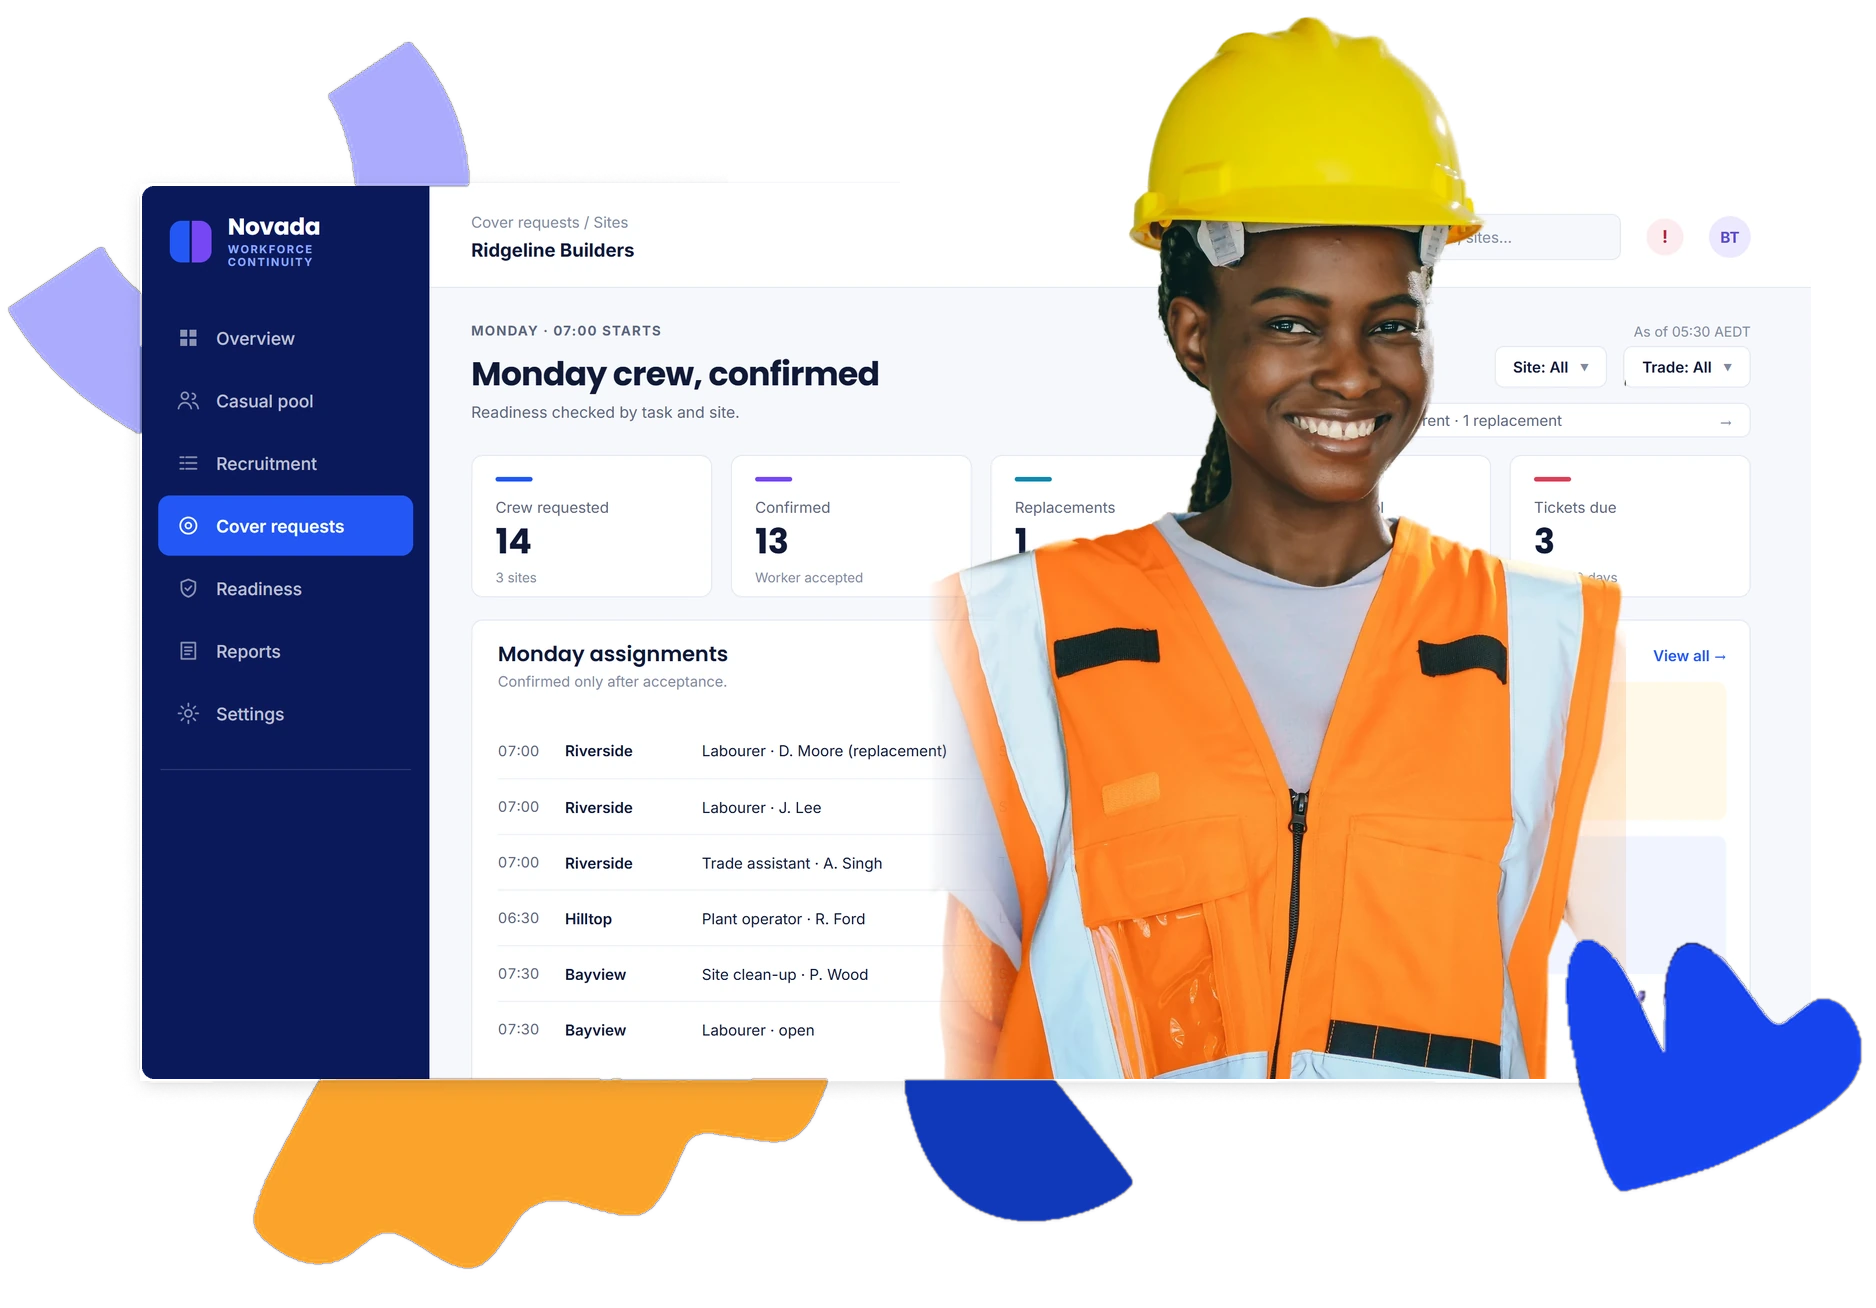 Novada
WORKFORCE
CONTINUITY
Overview
Casual pool
Recruitment
Cover requests
Readiness
Reports
Settings
Cover requests / Sites
Ridgeline Builders
sites...
!
BT
MONDAY · 07:00 STARTS
Monday crew, confirmed
Readiness checked by task and site.
As of 05:30 AEDT
Site: All ▼
Trade: All ▼
· 1 replacement →
Crew requested
14
3 sites
Confirmed
13
Worker accepted
Replacements
1
Tickets due
3
days
Monday assignments
Confirmed only after acceptance.
View all →
07:00 Riverside Labourer · D. Moore (replacement)
07:00 Riverside Labourer · J. Lee
07:00 Riverside Trade assistant · A. Singh
06:30 Hilltop Plant operator · R. Ford
07:30 Bayview Site clean-up · P. Wood
07:30 Bayview Labourer · open